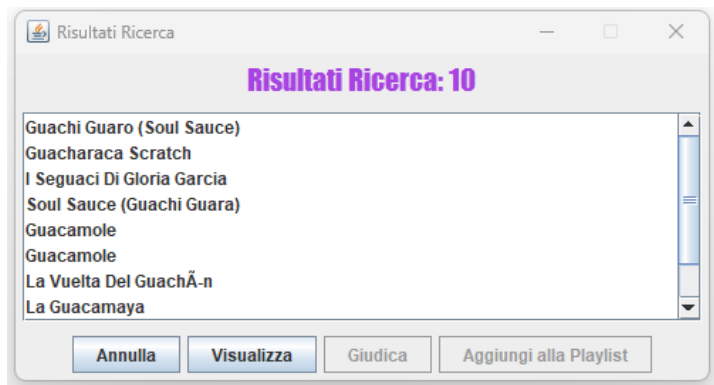 Risultati Ricerca
Risultati Ricerca: 10
Guachi Guaro (Soul Sauce)
Guacharaca Scratch
I Seguaci Di Gloria Garcia
Soul Sauce (Guachi Guara)
Guacamole
Guacamole
La Vuelta Del GuachÃ-n
La Guacamaya
Annulla Visualizza Giudica Aggiungi alla Playlist